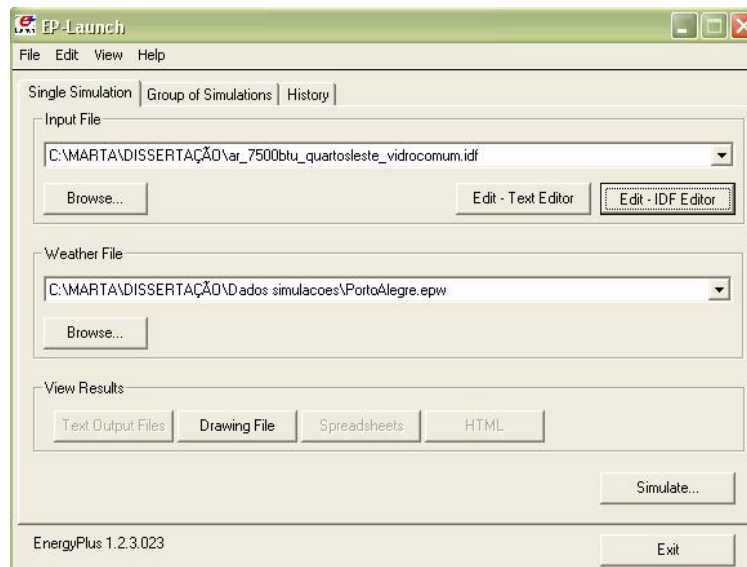 EP-Launch
File Edit View Help
Single Simulation Group of Simulations History
Input File
C:\MARTA\DISSERTAÇÃO\ar_7500btu_quartosleste_vidrocomum.idf
Browse... Edit - Text Editor Edit - IDF Editor
Weather File
C:\MARTA\DISSERTAÇÃO\Dados simulacoes\PortoAlegre.epw
Browse...
View Results
Text Output Files Drawing File Spreadsheets HTML
Simulate...
EnergyPlus 1.2.3.023 Exit